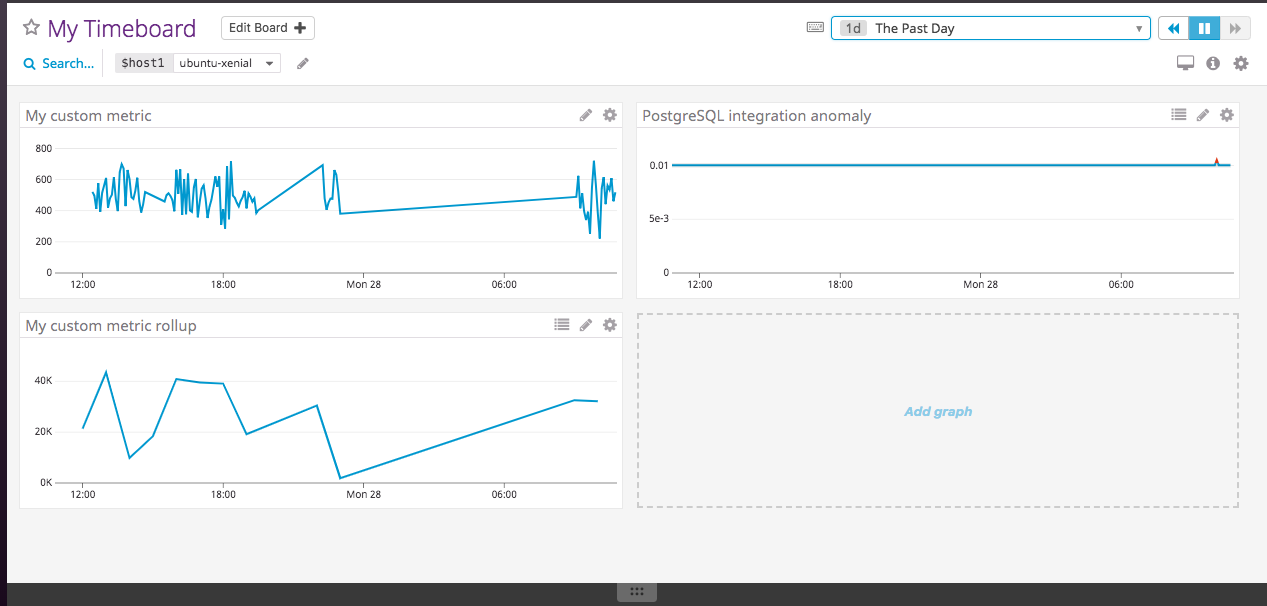 My Timeboard
Edit Board
1d The Past Day
Search...
$host1 ubuntu-xenial
My custom metric
800
600
400
200
0
12:00 18:00 Mon 28 06:00
PostgreSQL integration anomaly
0.01
5e-3
0
12:00 18:00 Mon 28 06:00
My custom metric rollup
40K
20K
0K
12:00 18:00 Mon 28 06:00
Add graph